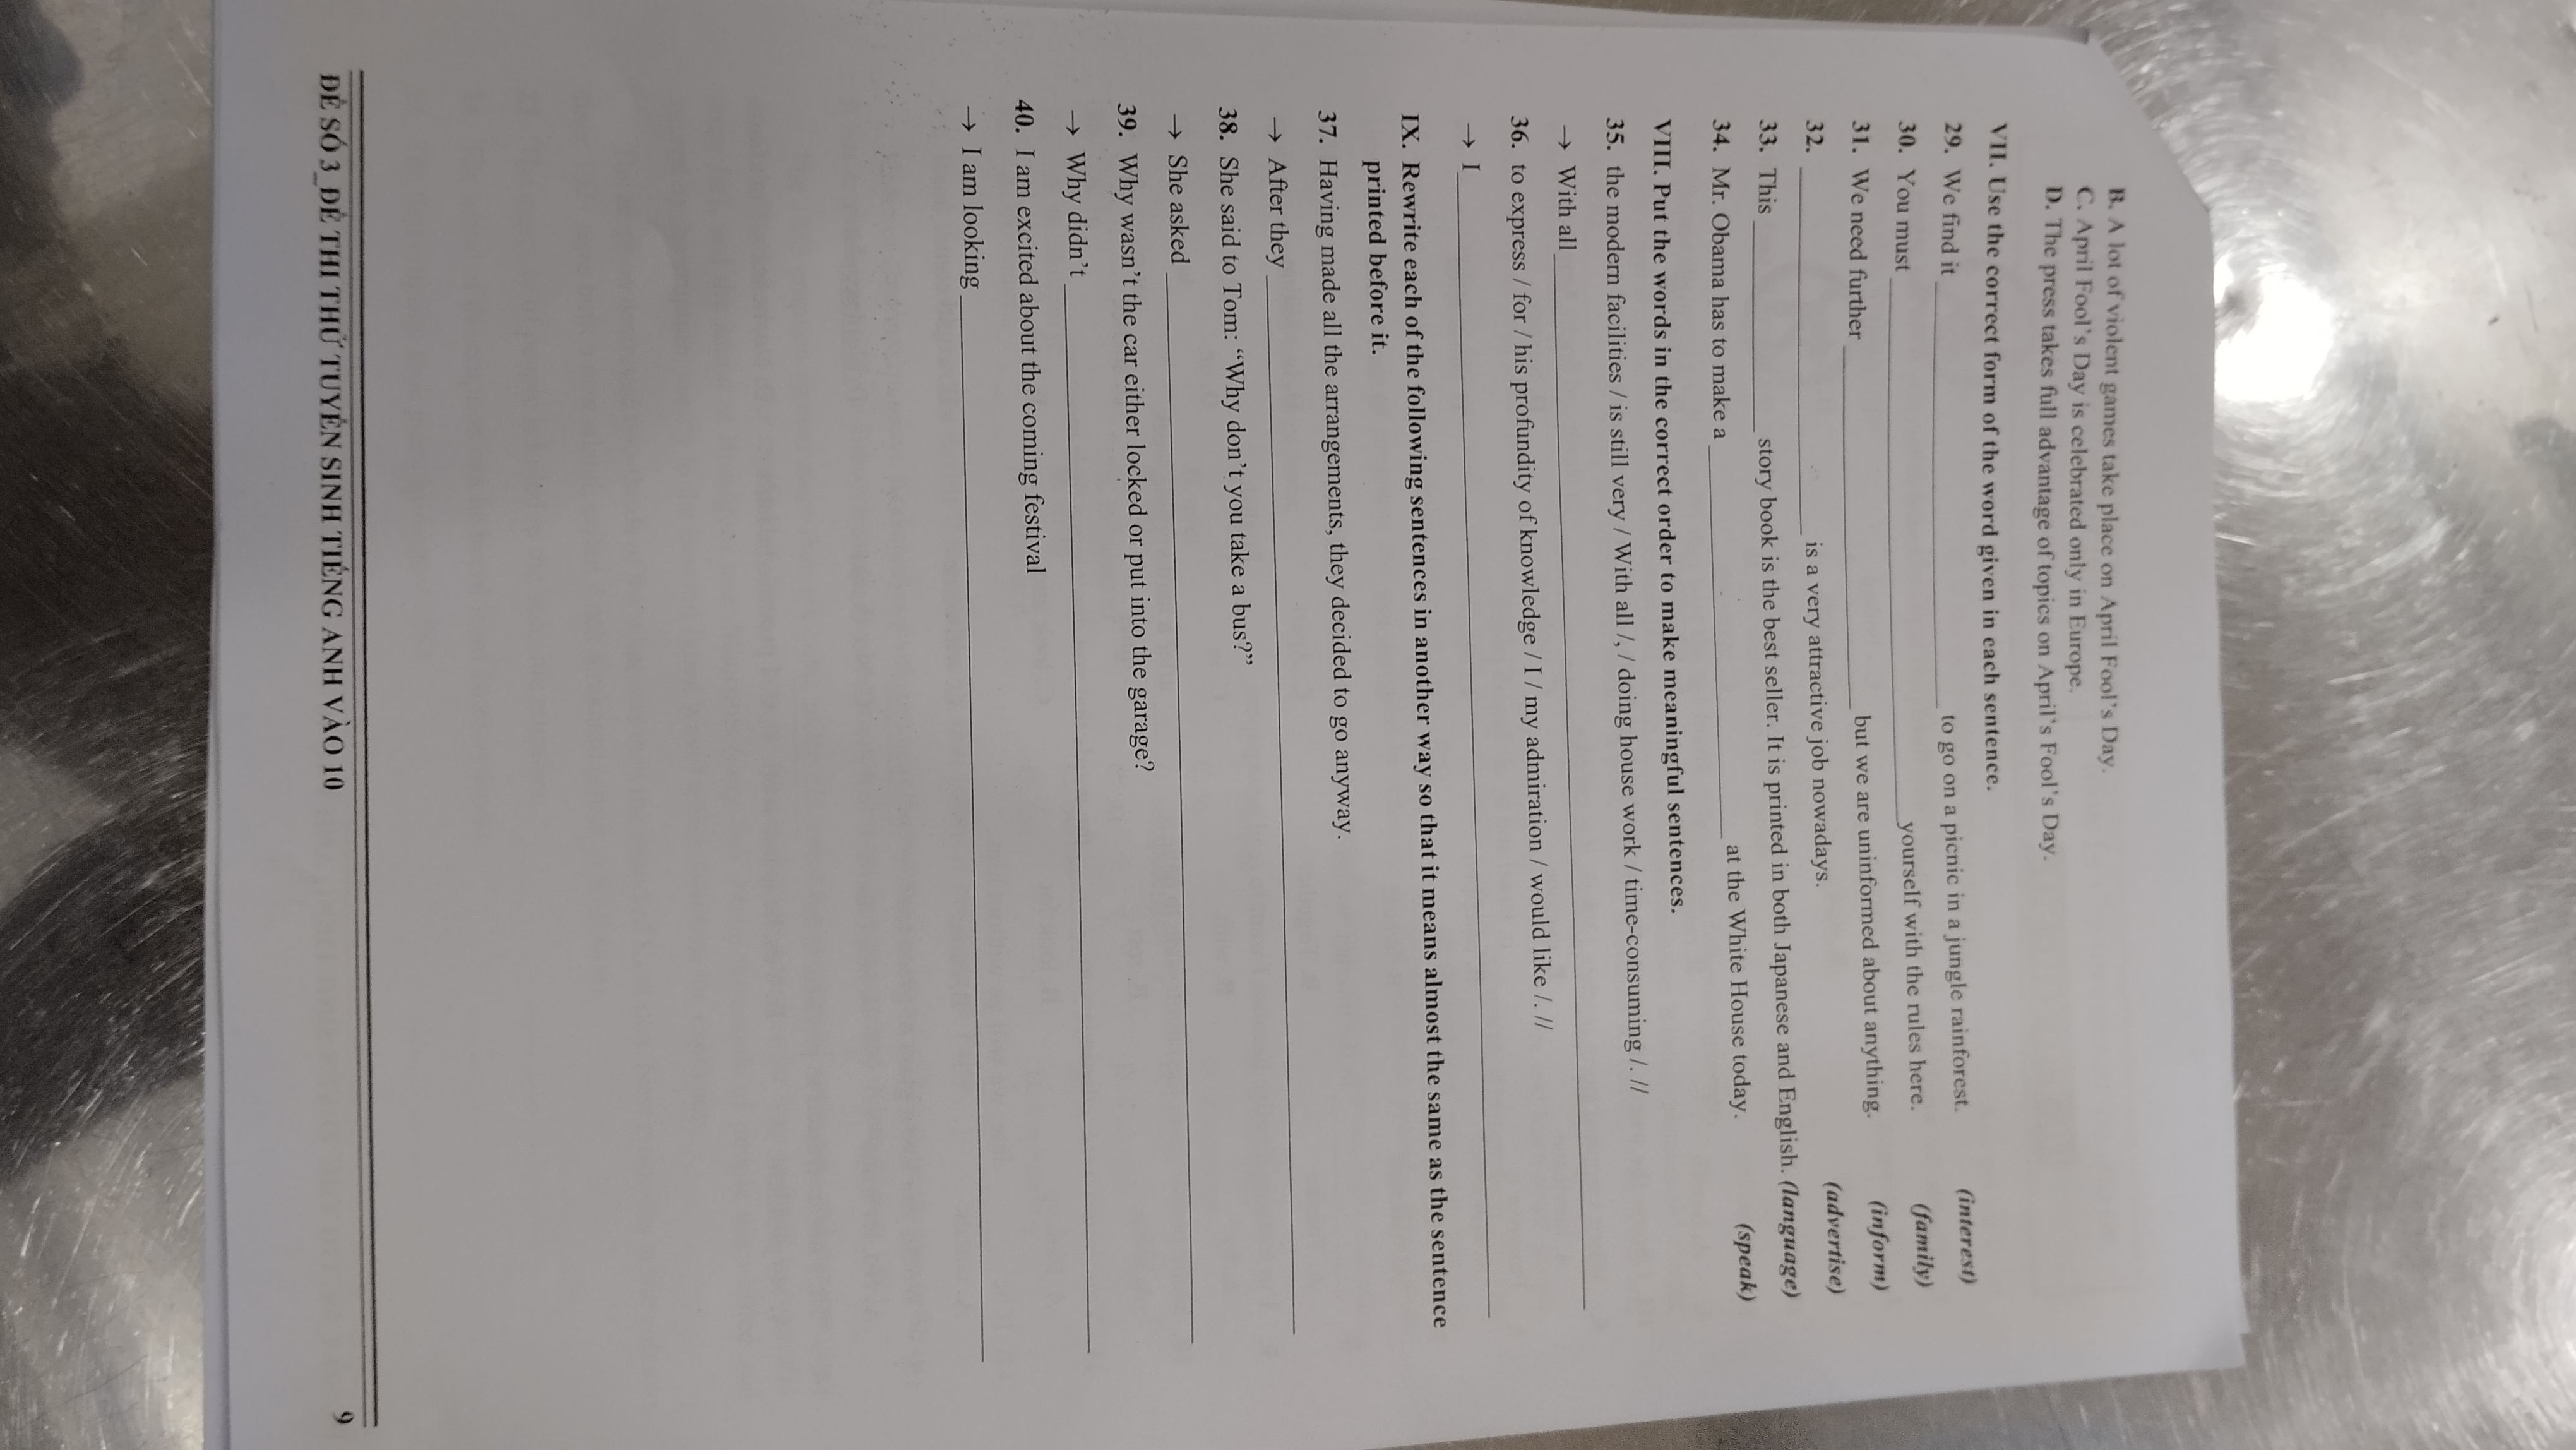 B. A lot of violent games take place on April Fool's Day.
C. April Fool's Day is celebrated only in Europe.
D. The press takes full advantage of topics on April's Fool's Day.
VII. Use the correct form of the word given in each sentence.
29. We find it ____________ to go on a picnic in a jungle rainforest. (interest)
30. You must ____________ yourself with the rules here. (family)
31. We need further ____________ but we are uninformed about anything. (inform)
32. ____________ is a very attractive job nowadays. (advertise)
33. This ____________ story book is the best seller. It is printed in both Japanese and English. (language)
34. Mr. Obama has to make a ____________ at the White House today. (speak)
VIII. Put the words in the correct order to make meaningful sentences.
35. the modern facilities / is still very / With all /, / doing house work / time-consuming /. //
→ With all ____________
36. to express / for / his profundity of knowledge / I / my admiration / would like /. //
→ I ____________
IX. Rewrite each of the following sentences in another way so that it means almost the same as the sentence
printed before it.
37. Having made all the arrangements, they decided to go anyway.
→ After they ____________
38. She said to Tom: “Why don't you take a bus?”
→ She asked ____________
39. Why wasn't the car either locked or put into the garage?
→ Why didn't ____________
40. I am excited about the coming festival
→ I am looking ____________
ĐỀ SỐ 3_ĐỀ THI THỬ TUYỂN SINH TIẾNG ANH VÀO 10 9